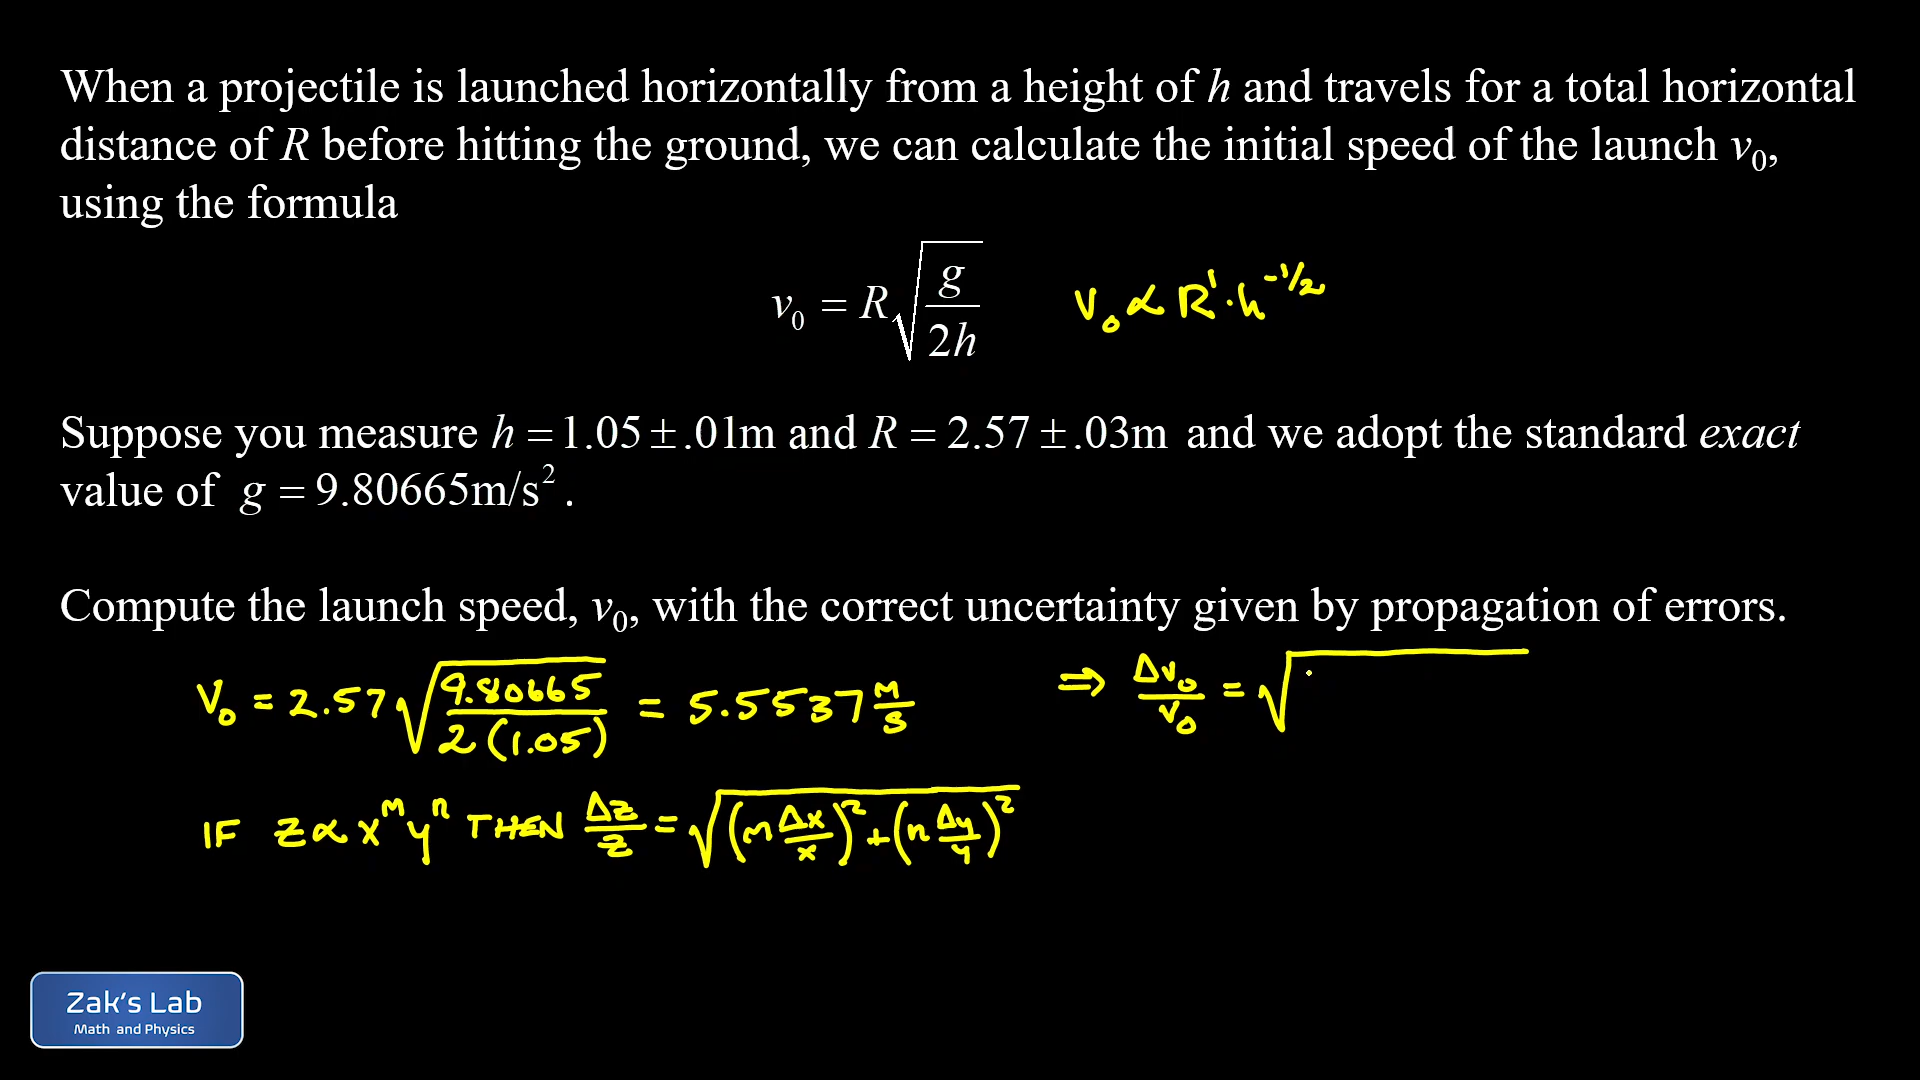 When a projectile is launched horizontally from a height of h and travels for a total horizontal
distance of R before hitting the ground, we can calculate the initial speed of the launch v₀,
using the formula
v₀ = R√(g/2h)    V₀ ∝ R¹·h^(-1/2)
Suppose you measure h = 1.05 ± .01m and R = 2.57 ± .03m and we adopt the standard exact
value of g = 9.80665m/s².
Compute the launch speed, v₀, with the correct uncertainty given by propagation of errors.
V₀ = 2.57 √(9.80665/2(1.05)) = 5.5537 M/S    ⇒ ΔV₀/V₀ = √
IF Z ∝ x^m y^n THEN ΔZ/Z = √((m Δx/x)² + (n Δy/y)²)
Zak's Lab
Math and Physics